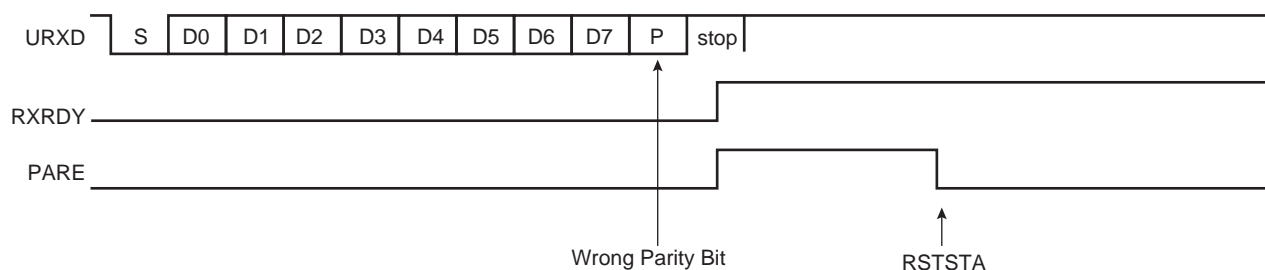 URXD S D0 D1 D2 D3 D4 D5 D6 D7 P stop
RXRDY
PARE
Wrong Parity Bit RSTSTA